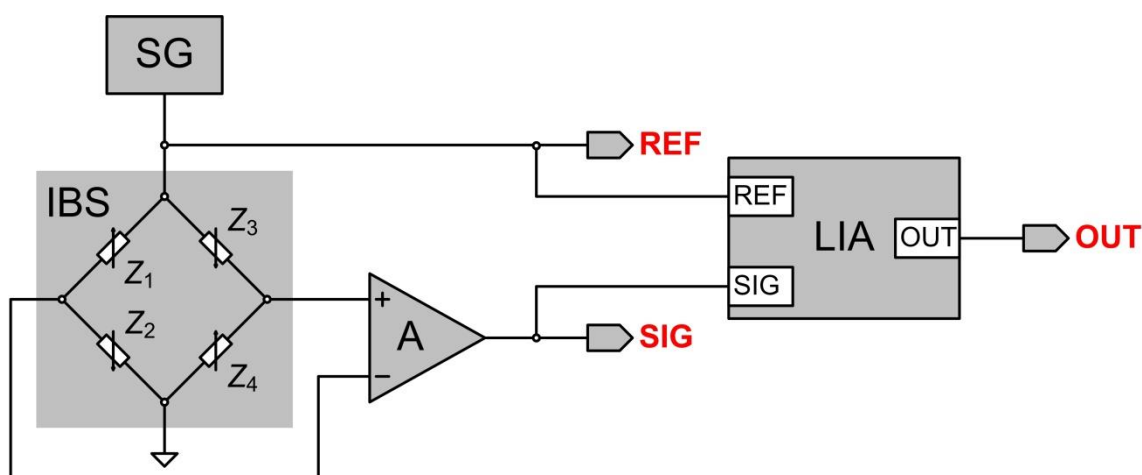 SG
REF
IBS
Z3
Z1
Z2
Z4
+
A
−
SIG
REF
LIA
OUT
SIG
OUT